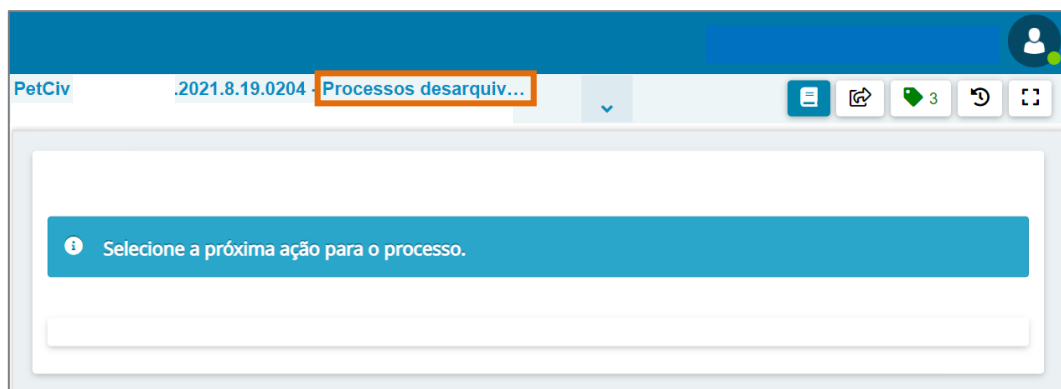 PetCiv .2021.8.19.0204 - Processos desarquiv... 3
Selecione a próxima ação para o processo.